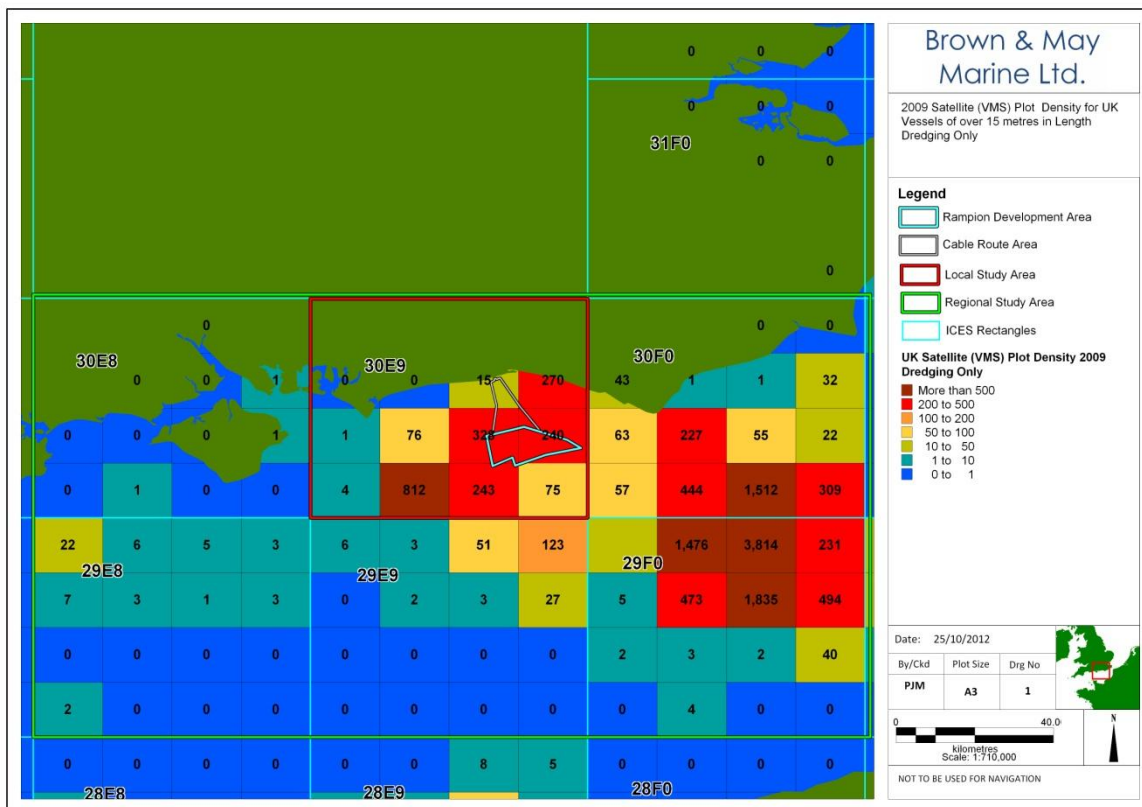 0 0 0
0 0 0
31F0
0 0
0
0 0 0
30E8 30E9 30F0
0 0 1 0 0 15 270 43 1 1 32
0 0 0 1 1 76 328 240 63 227 55 22
0 1 0 0 4 812 243 75 57 444 1,512 309
22 6 5 3 6 3 51 123 1,476 3,814 231
29E8 29E9 29F0
7 3 1 3 0 2 3 27 5 473 1,835 494
0 0 0 0 0 0 0 0 2 3 2 40
2 0 0 0 0 0 0 0 0 4 0 0
0 0 0 0 0 0 8 5 0 0 0 0
28E8 28E9 28F0
Brown & May
Marine Ltd.
2009 Satellite (VMS) Plot Density for UK
Vessels of over 15 metres in Length
Dredging Only
Legend
Rampion Development Area
Cable Route Area
Local Study Area
Regional Study Area
ICES Rectangles
UK Satellite (VMS) Plot Density 2009
Dredging Only
More than 500
200 to 500
100 to 200
50 to 100
10 to 50
1 to 10
0 to 1
Date: 25/10/2012
By/Ckd Plot Size Drg No
PJM A3 1
0 40.0
kilometres
Scale: 1:710,000
N
NOT TO BE USED FOR NAVIGATION